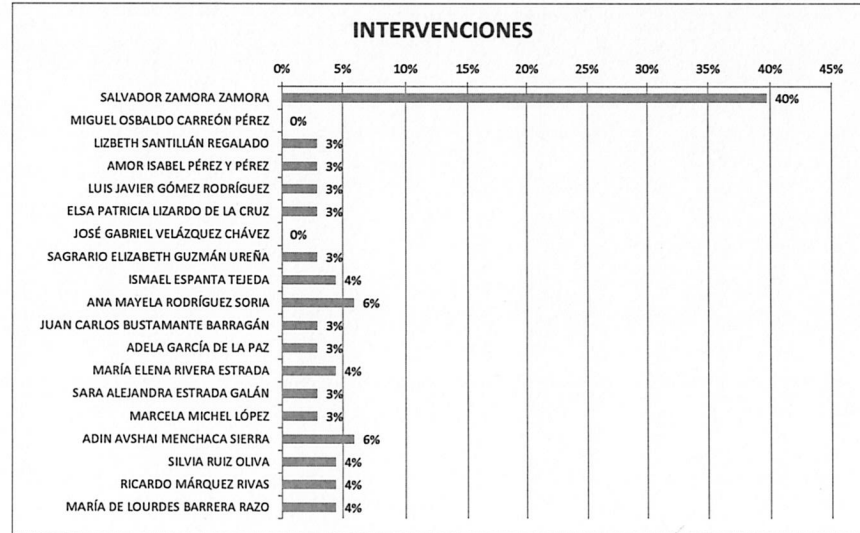 INTERVENCIONES
0% 5% 10% 15% 20% 25% 30% 35% 40% 45%
SALVADOR ZAMORA ZAMORA 40%
MIGUEL OSBALDO CARREÓN PÉREZ 0%
LIZBETH SANTILLÁN REGALADO 3%
AMOR ISABEL PÉREZ Y PÉREZ 3%
LUIS JAVIER GÓMEZ RODRÍGUEZ 3%
ELSA PATRICIA LIZARDO DE LA CRUZ 3%
JOSÉ GABRIEL VELÁZQUEZ CHÁVEZ 0%
SAGRARIO ELIZABETH GUZMÁN UREÑA 3%
ISMAEL ESPANTA TEJEDA 4%
ANA MAYELA RODRÍGUEZ SORIA 6%
JUAN CARLOS BUSTAMANTE BARRAGÁN 3%
ADELA GARCÍA DE LA PAZ 3%
MARÍA ELENA RIVERA ESTRADA 4%
SARA ALEJANDRA ESTRADA GALÁN 3%
MARCELA MICHEL LÓPEZ 3%
ADIN AVSHAI MENCHACA SIERRA 6%
SILVIA RUIZ OLIVA 4%
RICARDO MÁRQUEZ RIVAS 4%
MARÍA DE LOURDES BARRERA RAZO 4%